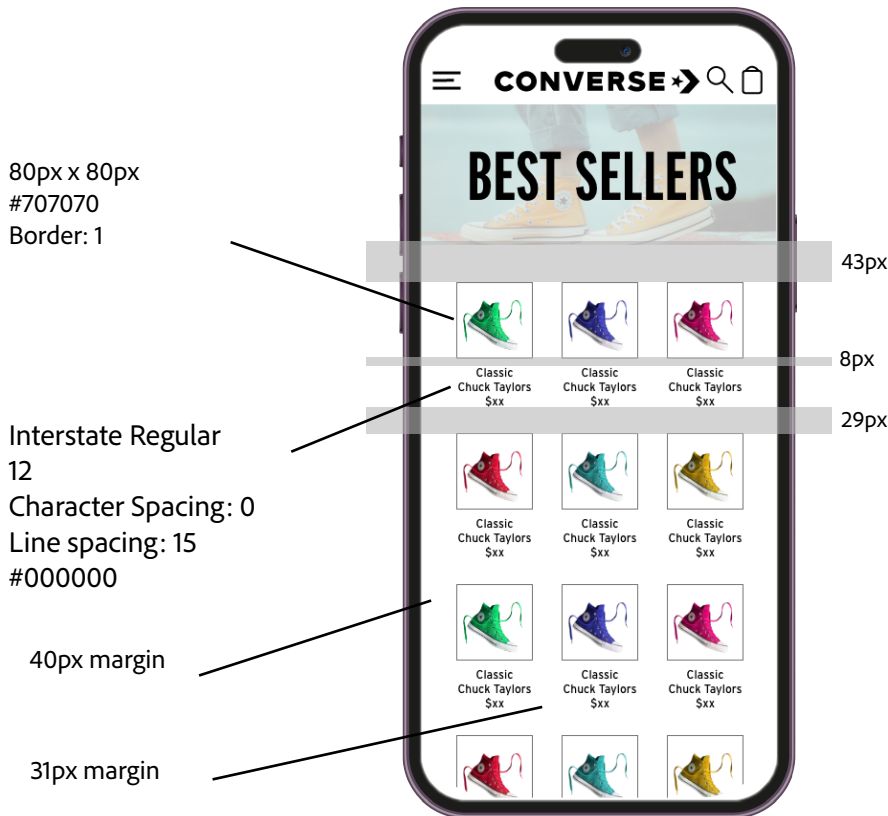 CONVERSE
BEST SELLERS
80px x 80px
#707070
Border: 1
43px
8px
Classic
Chuck Taylors
$xx
Classic
Chuck Taylors
$xx
Classic
Chuck Taylors
$xx
29px
Interstate Regular
12
Character Spacing: 0
Line spacing: 15
#000000
Classic
Chuck Taylors
$xx
Classic
Chuck Taylors
$xx
Classic
Chuck Taylors
$xx
40px margin
Classic
Chuck Taylors
$xx
Classic
Chuck Taylors
$xx
Classic
Chuck Taylors
$xx
31px margin